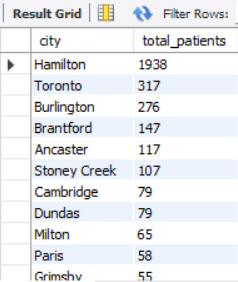 Result Grid Filter Rows:
city total_patients
Hamilton 1938
Toronto 317
Burlington 276
Brantford 147
Ancaster 117
Stoney Creek 107
Cambridge 79
Dundas 79
Milton 65
Paris 58
Grimsby 55